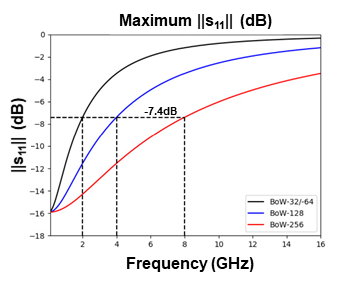 Maximum ||s₁₁|| (dB)
||s₁₁|| (dB)
0
−2
−4
−6
−8
−10
−12
−14
−16
−18
-7.4dB
BoW-32/-64
BoW-128
BoW-256
2 4 6 8 10 12 14 16
Frequency (GHz)